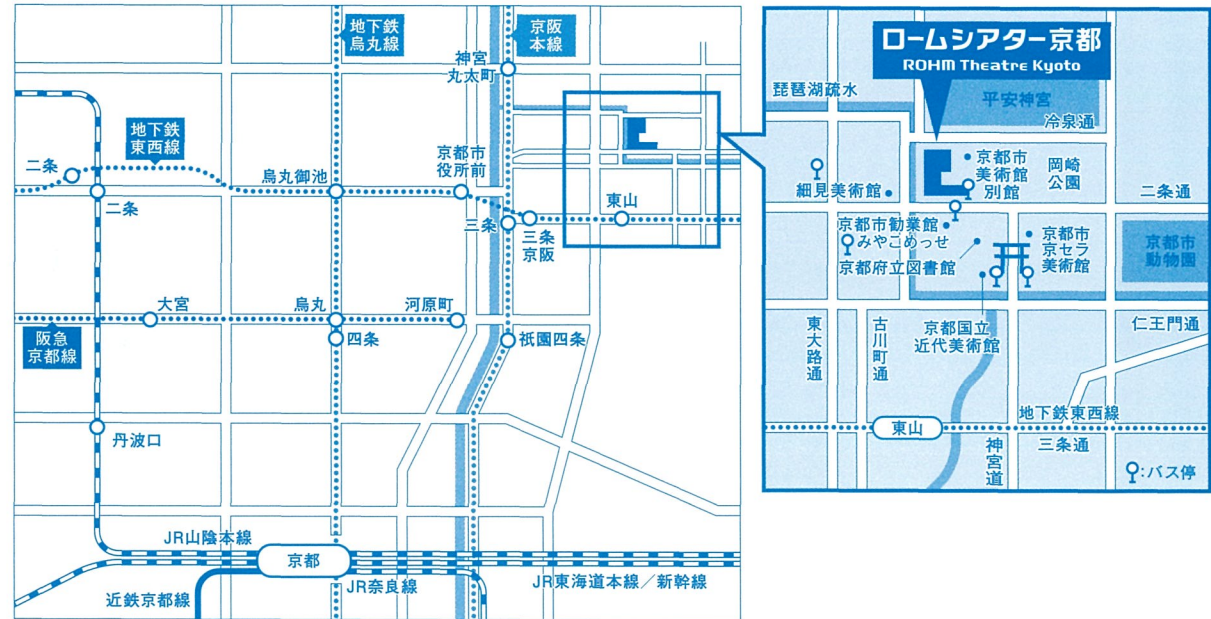 地下鉄
烏丸線
京阪
本線
神宮
丸太町
地下鉄
東西線
二条
二条
烏丸御池
京都市
役所前
三条
三条
京阪
東山
大宮
烏丸
河原町
阪急
京都線
四条
祇園四条
丹波口
JR山陰本線
京都
近鉄京都線
JR奈良線
JR東海道本線／新幹線
ロームシアター京都
ROHM Theatre Kyoto
琵琶湖疏水
平安神宮
冷泉通
京都市
美術館
別館
岡崎
公園
細見美術館
二条通
京都市勧業館
みやこめっせ
京都府立図書館
京都市
京セラ
美術館
京都市
動物園
東大路通
古川町通
京都国立
近代美術館
仁王門通
地下鉄東西線
東山
三条通
神宮道
:バス停